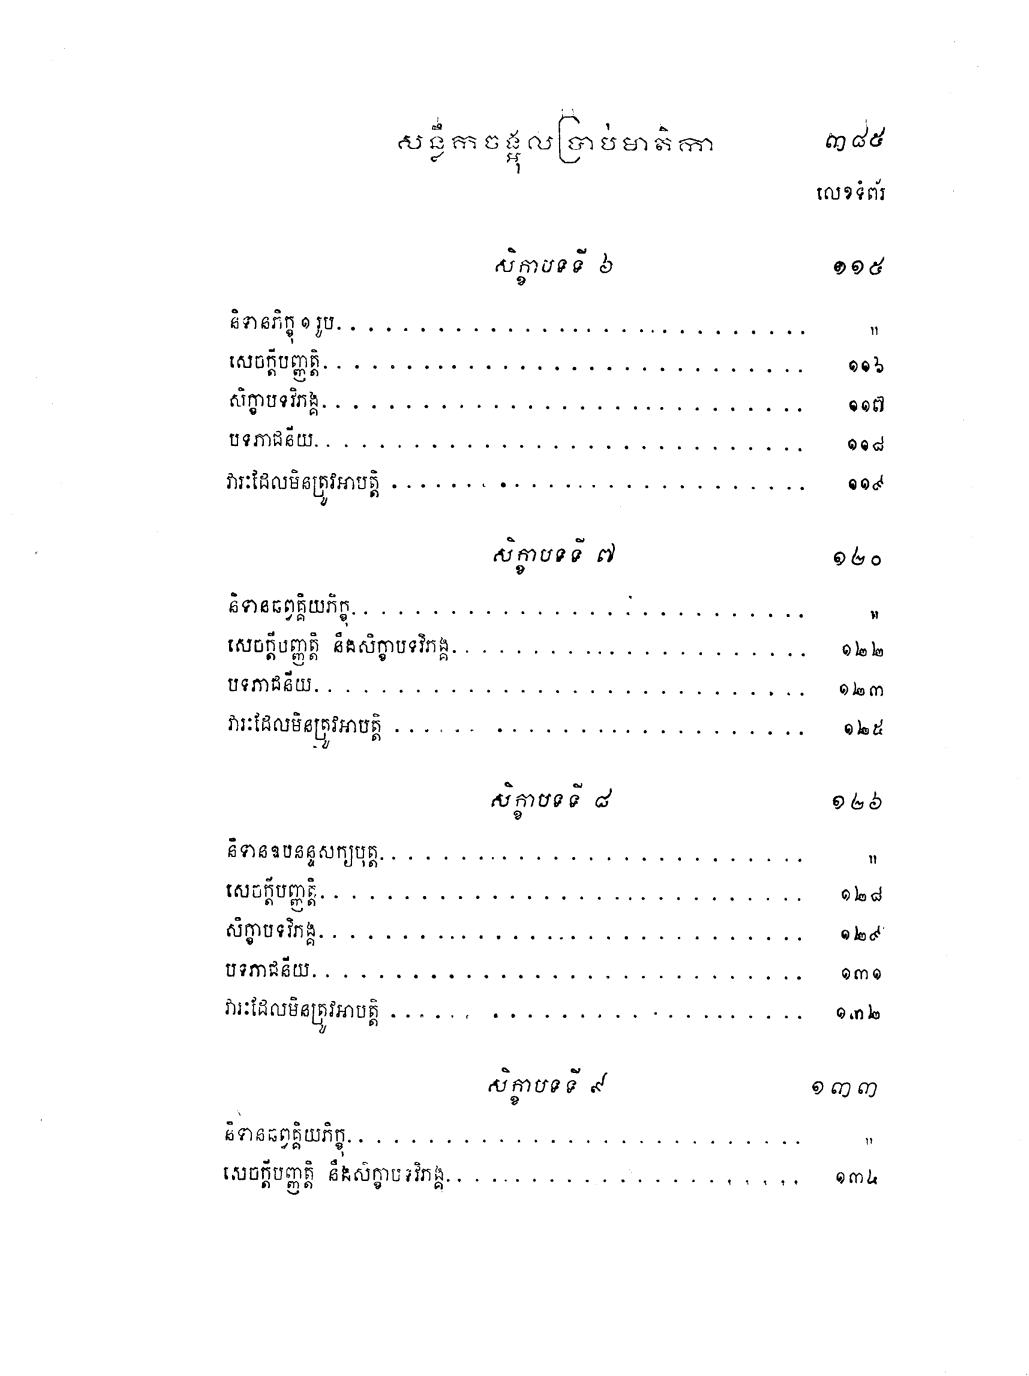 សន្លឹកចង្អុលប្រាប់មាតិកា ៣៨៥
លេខទំព័រ
សិក្ខាបទទី ៦ ១១៥
និទានភិក្ខុ ១ រូប. . . . . . . . . . . . . . . . . . . . . . . . . . . . "
សេចក្តីបញ្ញត្តិ. . . . . . . . . . . . . . . . . . . . . . . . . . . . ១១៦
សិក្ខាបទវិភង្គ. . . . . . . . . . . . . . . . . . . . . . . . . . . . ១១៧
បទភាជនីយ. . . . . . . . . . . . . . . . . . . . . . . . . . . . ១១៨
វារៈដែលមិនត្រូវអាបត្តិ . . . . . . . . . . . . . . . . . . . . . . . . ១១៩
សិក្ខាបទទី ៧ ១២០
និទានឆព្វគ្គិយភិក្ខុ. . . . . . . . . . . . . . . . . . . . . . . . . . "
សេចក្តីបញ្ញត្តិ នឹងសិក្ខាបទវិភង្គ. . . . . . . . . . . . . . . . . . . . . ១២២
បទភាជនីយ. . . . . . . . . . . . . . . . . . . . . . . . . . . . ១២៣
វារៈដែលមិនត្រូវអាបត្តិ . . . . . . . . . . . . . . . . . . . . . . . . ១២៥
សិក្ខាបទទី ៨ ១២៦
និទានឧបនន្ទសក្យបុត្ត. . . . . . . . . . . . . . . . . . . . . . . . . "
សេចក្តីបញ្ញត្តិ. . . . . . . . . . . . . . . . . . . . . . . . . . . . ១២៨
សិក្ខាបទវិភង្គ. . . . . . . . . . . . . . . . . . . . . . . . . . . . ១២៩
បទភាជនីយ. . . . . . . . . . . . . . . . . . . . . . . . . . . . ១៣១
វារៈដែលមិនត្រូវអាបត្តិ . . . . . . . . . . . . . . . . . . . . . . . . ១៣២
សិក្ខាបទទី ៩ ១៣៣
និទានឆព្វគ្គិយភិក្ខុ. . . . . . . . . . . . . . . . . . . . . . . . . . "
សេចក្តីបញ្ញត្តិ នឹងសិក្ខាបទវិភង្គ. . . . . . . . . . . . . . . . . . . . . ១៣៤